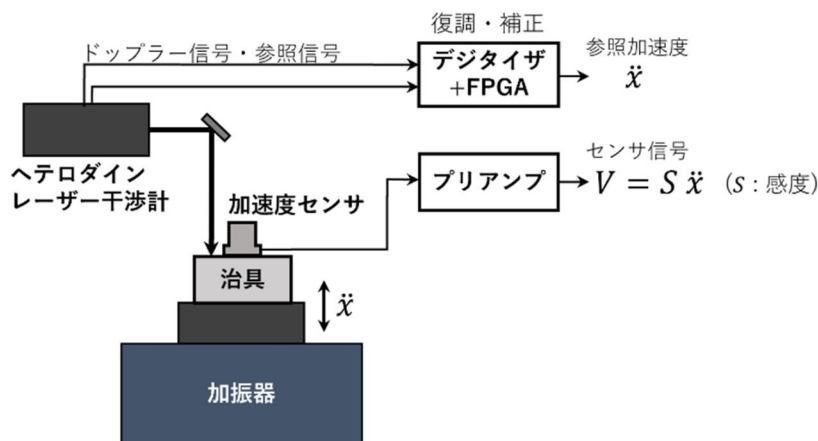 復調・補正
ドップラー信号・参照信号
デジタイザ
+FPGA
参照加速度
ẍ
ヘテロダイン
レーザー干渉計
加速度センサ
プリアンプ
センサ信号
V = S ẍ （S：感度）
治具
ẍ
加振器